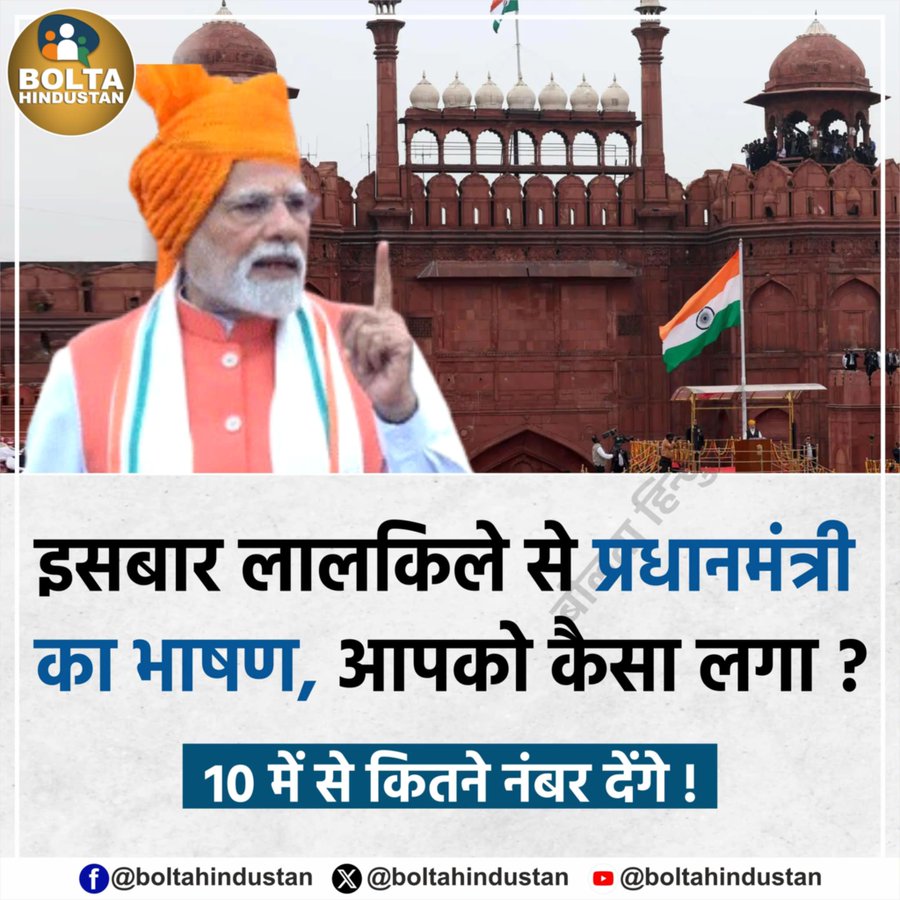 BOLTA
HINDUSTAN
इसबार लालकिले से प्रधानमंत्री
का भाषण, आपको कैसा लगा ?
10 में से कितने नंबर देंगे !
@boltahindustan @boltahindustan @boltahindustan